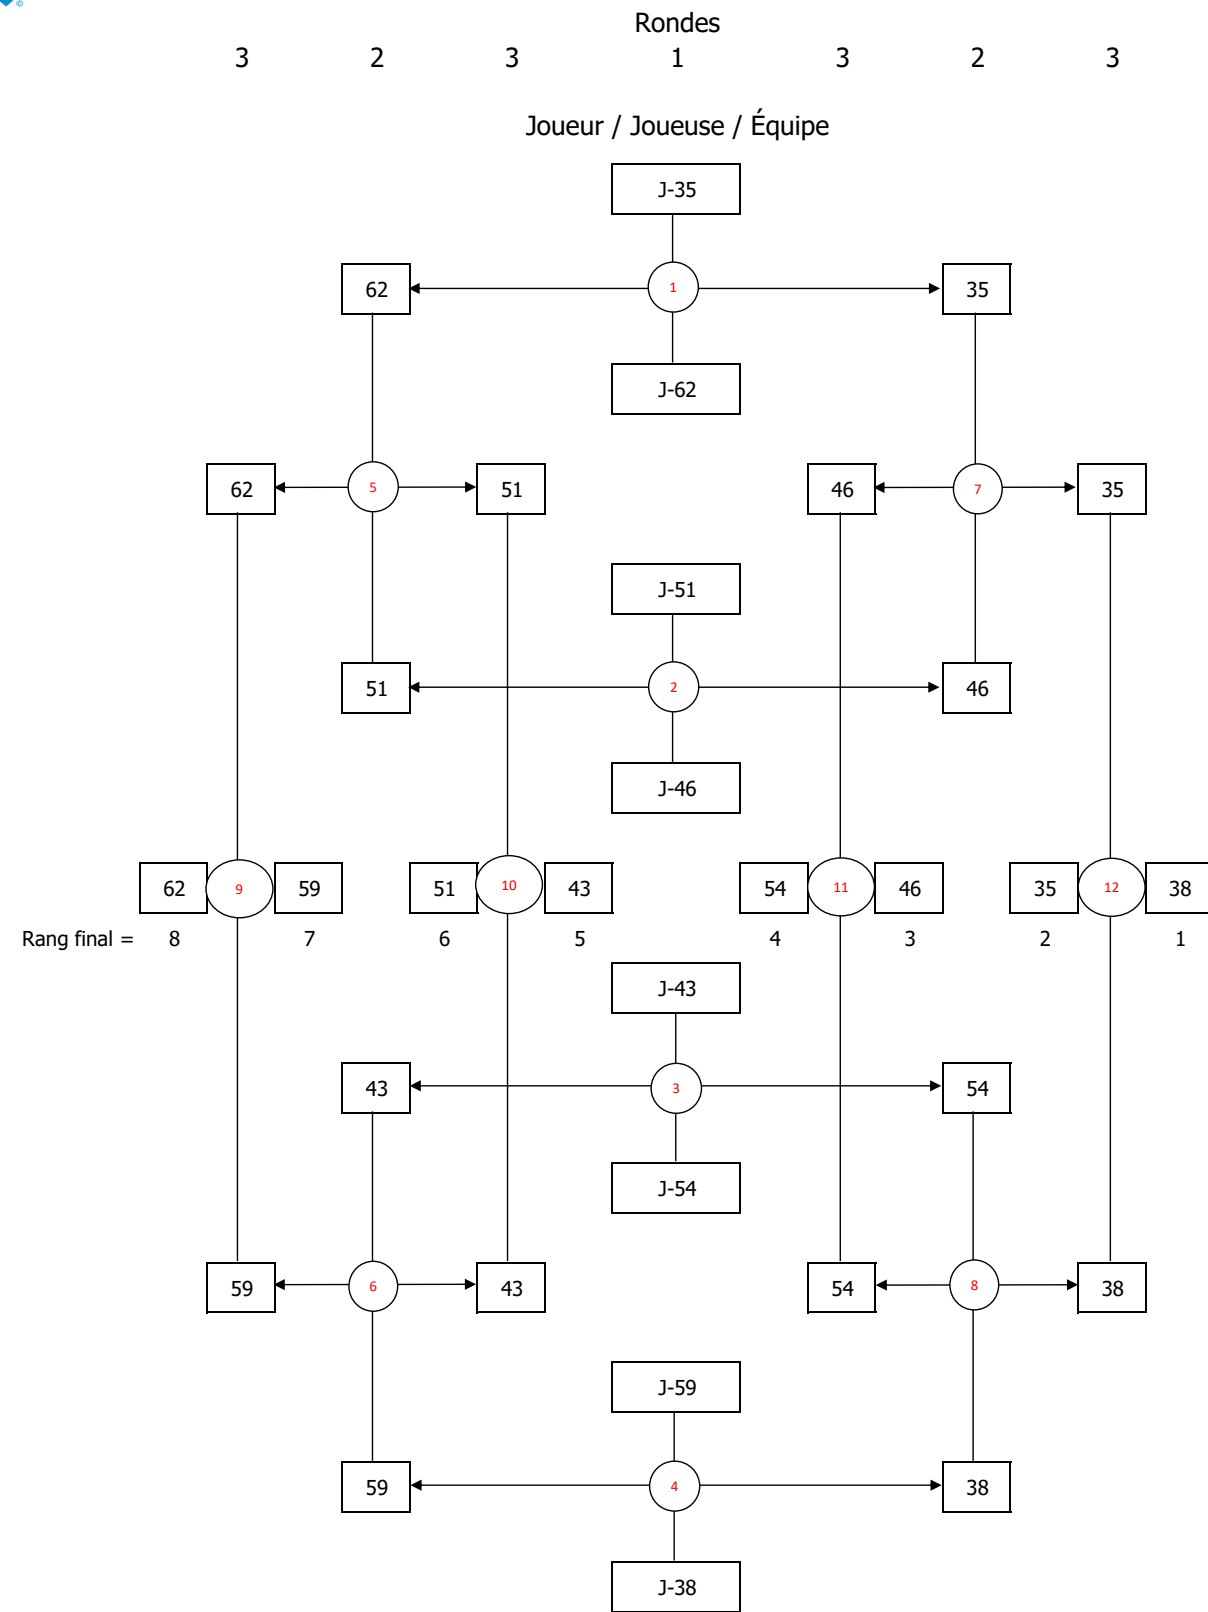 ©
Rondes
3 2 3 1 3 2 3
Joueur / Joueuse / Équipe
J-35
62 1 35
J-62
62 5 51 46 7 35
J-51
51 2 46
J-46
62 9 59 51 10 43 54 11 46 35 12 38
Rang final = 8 7 6 5 4 3 2 1
J-43
43 3 54
J-54
59 6 43 54 8 38
J-59
59 4 38
J-38